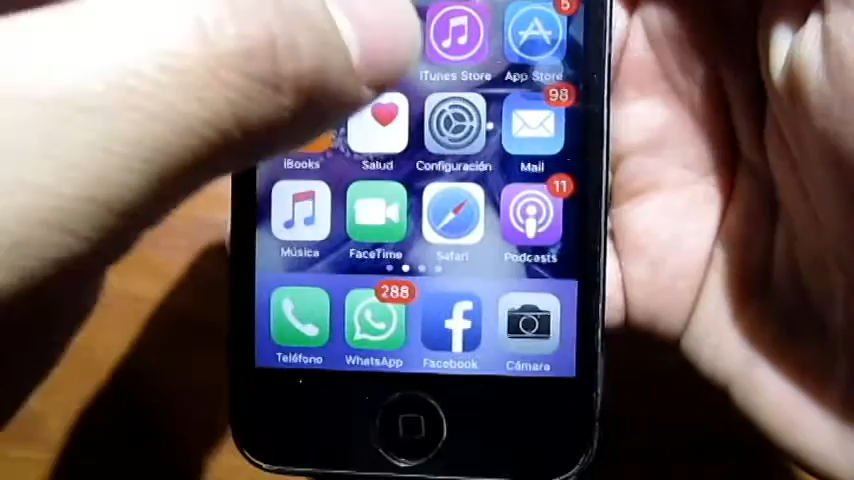 5
iTunes Store App Store
98
iBooks Salud Configuración Mail
11
Música FaceTime Safari Podcasts
288
f
Teléfono WhatsApp Facebook Cámara